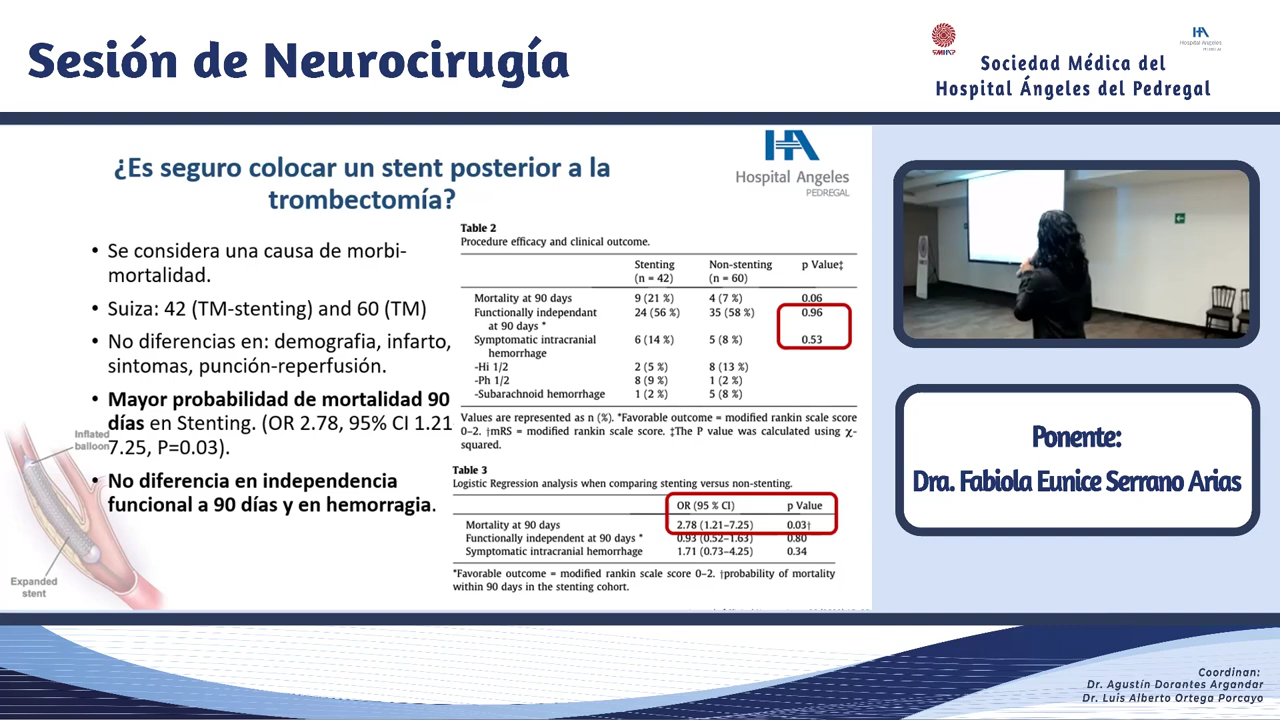 Sesión de Neurocirugía
Hospital Angeles
Sociedad Médica del
Hospital Ángeles del Pedregal
¿Es seguro colocar un stent posterior a la
trombectomía?
Hospital Angeles
PEDREGAL
• Se considera una causa de morbi-
mortalidad.
• Suiza: 42 (TM-stenting) and 60 (TM)
• No diferencias en: demografia, infarto,
sintomas, punción-reperfusión.
• Mayor probabilidad de mortalidad 90
días en Stenting. (OR 2.78, 95% CI 1.21
7.25, P=0.03).
• No diferencia en independencia
funcional a 90 días y en hemorragia.
Inflated
balloon
Expanded
stent
Table 2
Procedure efficacy and clinical outcome.
Stenting Non-stenting p Value‡
(n = 42) (n = 60)
Mortality at 90 days 9 (21 %) 4 (7 %) 0.06
Functionally independant 24 (56 %) 35 (58 %) 0.96
at 90 days *
Symptomatic intracranial 6 (14 %) 5 (8 %) 0.53
hemorrhage
-Hi 1/2 2 (5 %) 8 (13 %)
-Ph 1/2 8 (9 %) 1 (2 %)
-Subarachnoid hemorrhage 1 (2 %) 5 (8 %)
Values are represented as n (%). *Favorable outcome = modified rankin scale score
0–2. †mRS = modified rankin scale score. ‡The P value was calculated using χ-
squared.
Table 3
Logistic Regression analysis when comparing stenting versus non-stenting.
OR (95 % CI) p Value
Mortality at 90 days 2.78 (1.21–7.25) 0.03†
Functionally independent at 90 days * 0.93 (0.52–1.63) 0.80
Symptomatic intracranial hemorrhage 1.71 (0.73–4.25) 0.34
*Favorable outcome = modified rankin scale score 0–2. †probability of mortality
within 90 days in the stenting cohort.
Ponente:
Dra. Fabiola Eunice Serrano Arias
Coordinan:
Dr. Agustín Dorantes Argandar
Dr. Luis Alberto Ortega Porcayo